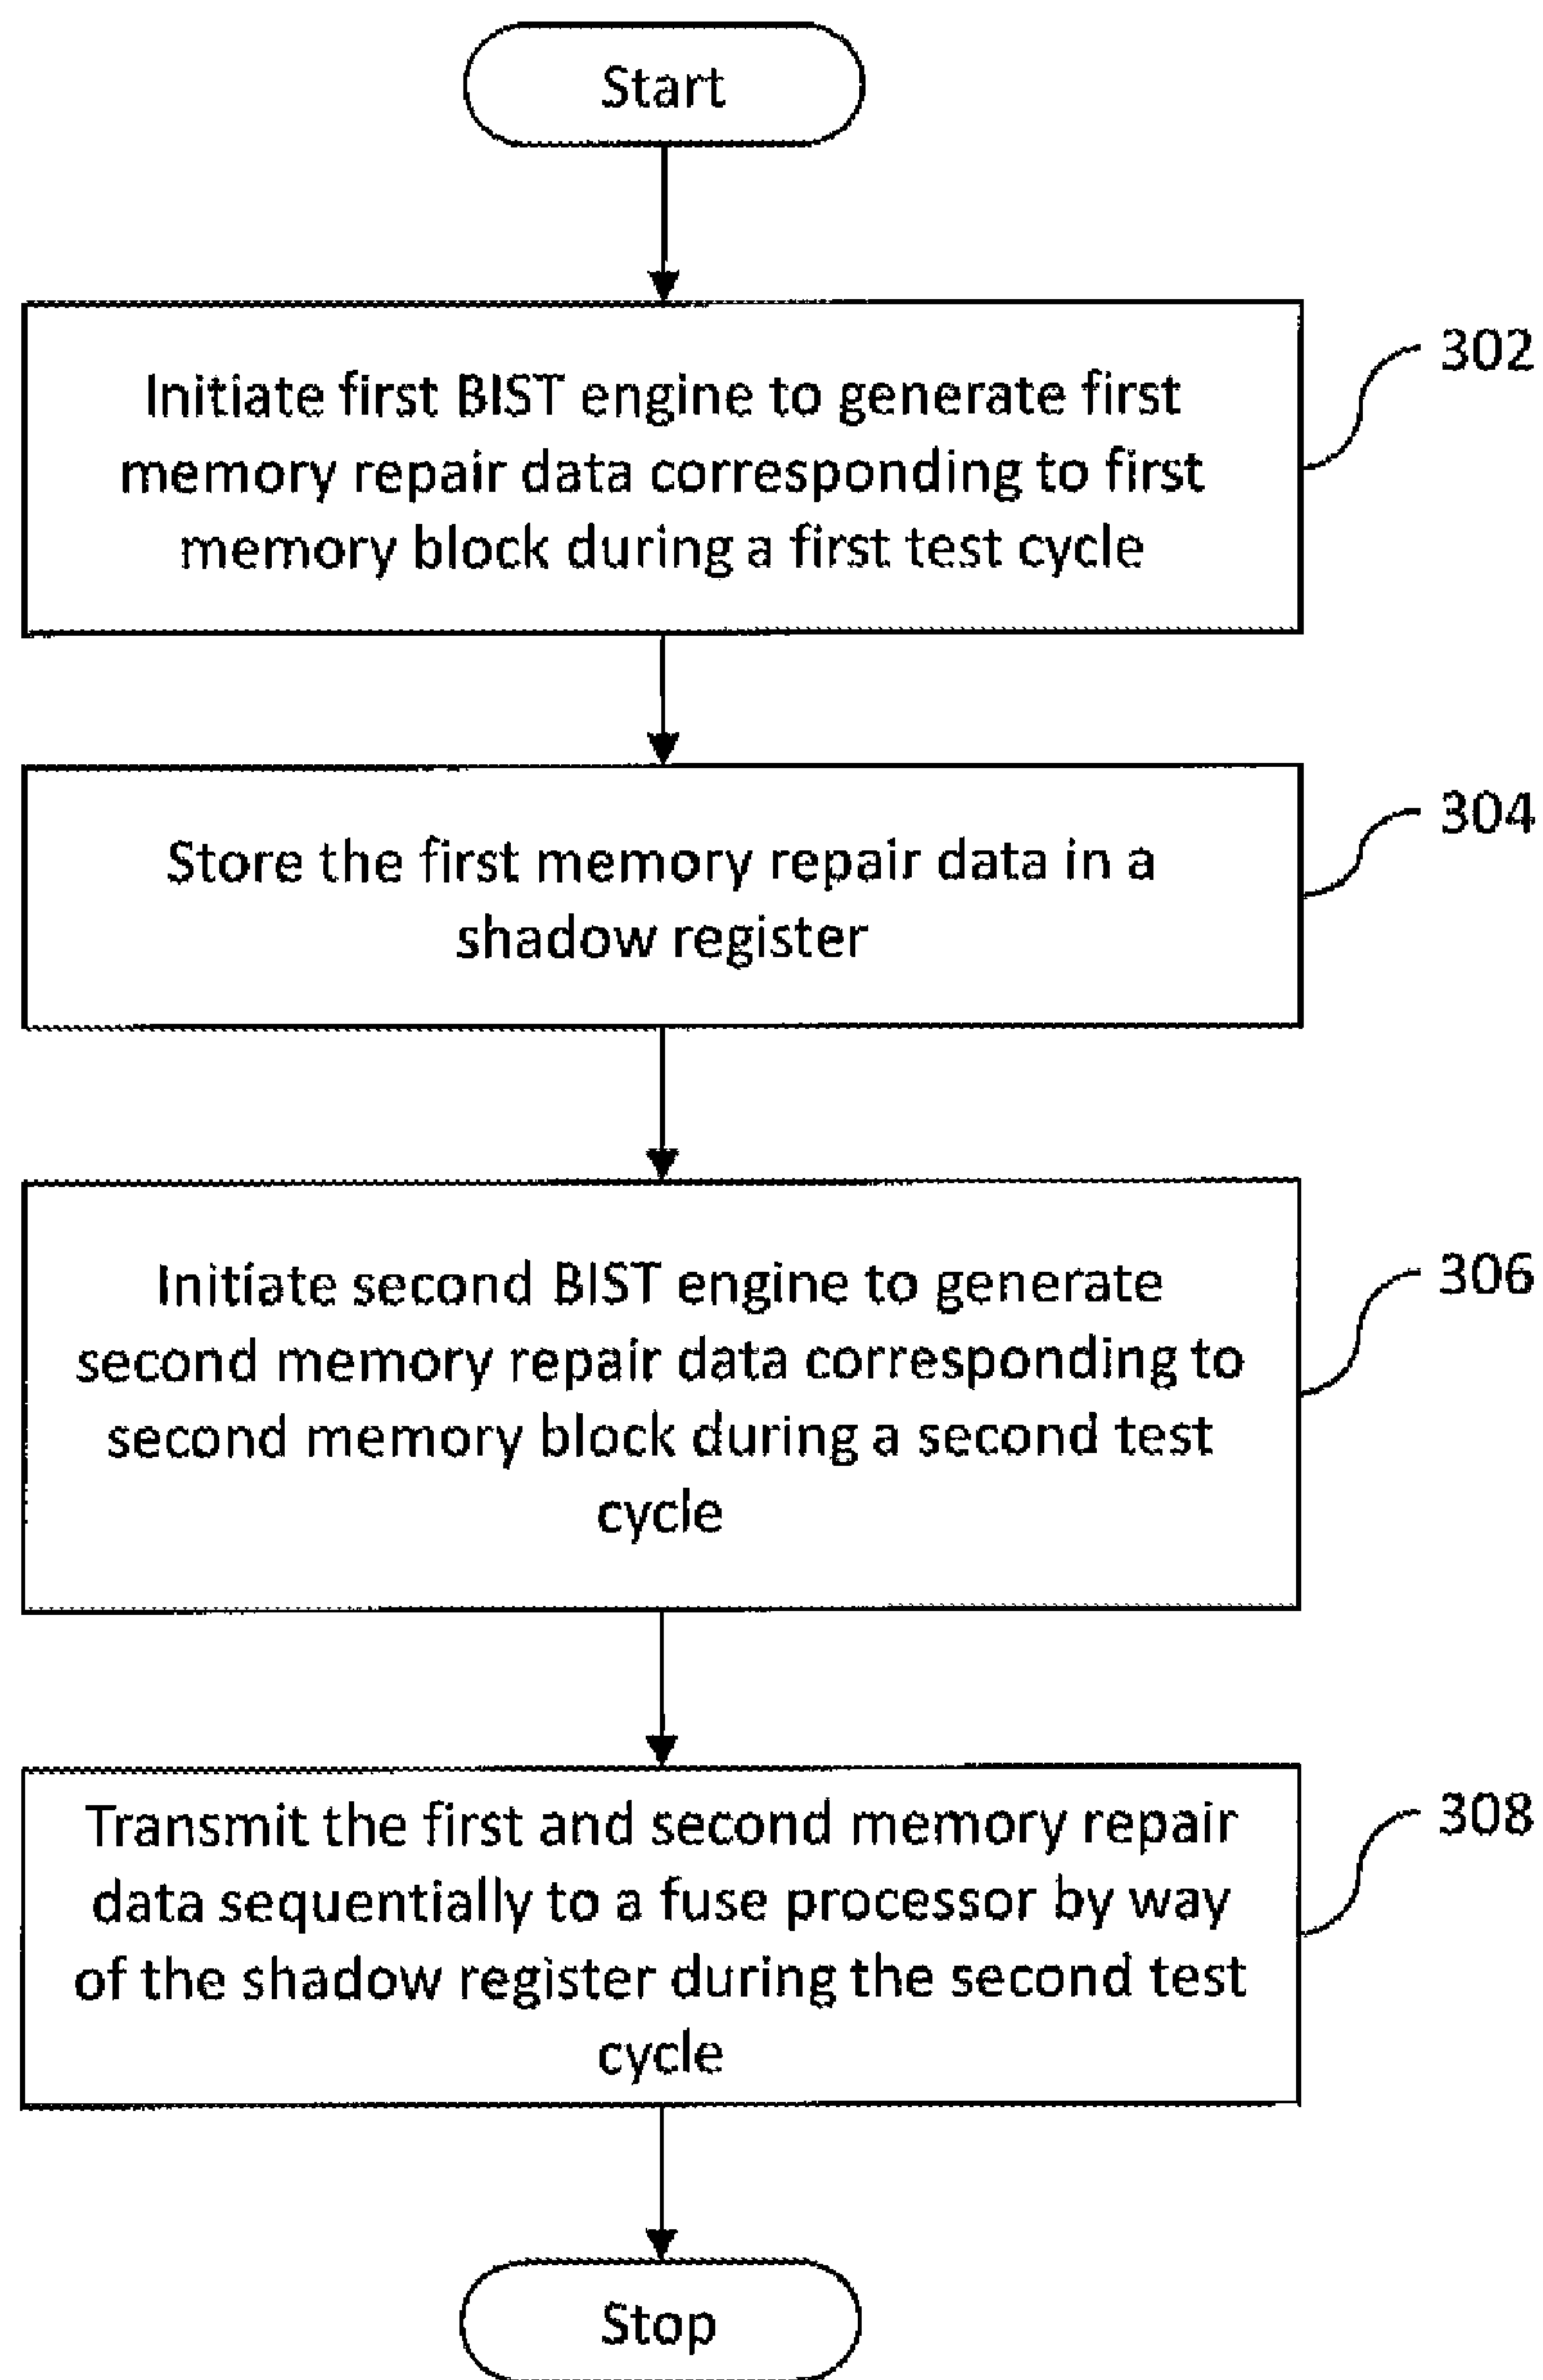 Start
Initiate first BIST engine to generate first
memory repair data corresponding to first
memory block during a first test cycle
302
Store the first memory repair data in a
shadow register
304
Initiate second BIST engine to generate
second memory repair data corresponding to
second memory block during a second test
cycle
306
Transmit the first and second memory repair
data sequentially to a fuse processor by way
of the shadow register during the second test
cycle
308
Stop